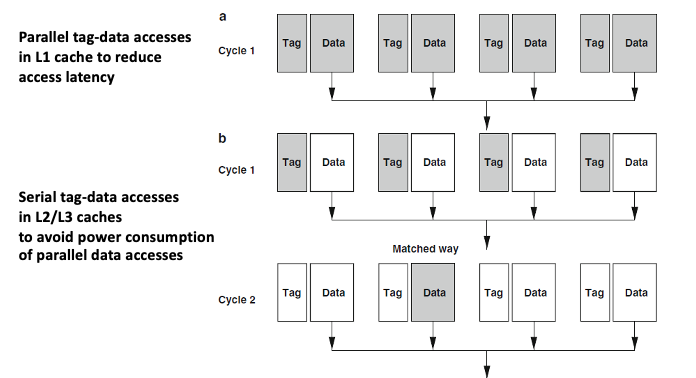 a
Parallel tag-data accesses
in L1 cache to reduce
access latency
Cycle 1
Tag Data Tag Data Tag Data Tag Data
b
Cycle 1
Tag Data Tag Data Tag Data Tag Data
Serial tag-data accesses
in L2/L3 caches
to avoid power consumption
of parallel data accesses
Matched way
Cycle 2
Tag Data Tag Data Tag Data Tag Data